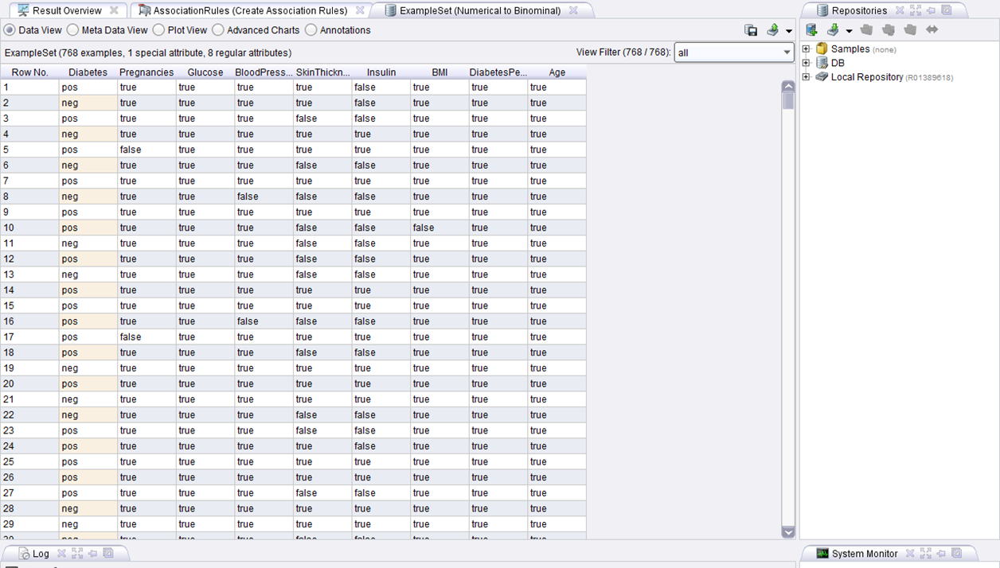 Result Overview AssociationRules (Create Association Rules) ExampleSet (Numerical to Binominal) Repositories
Data View Meta Data View Plot View Advanced Charts Annotations
ExampleSet (768 examples, 1 special attribute, 8 regular attributes) View Filter (768 / 768): all
Samples (none)
DB
Local Repository (R01389618)
Row No. Diabetes Pregnancies Glucose BloodPress... SkinThickn... Insulin BMI DiabetesPe... Age
1 pos true true true true false true true true
2 neg true true true true false true true true
3 pos true true true false false true true true
4 neg true true true true true true true true
5 pos false true true true true true true true
6 neg true true true false false true true true
7 pos true true true true true true true true
8 neg true true false false false true true true
9 pos true true true true true true true true
10 pos true true true false false false true true
11 neg true true true false false true true true
12 pos true true true false false true true true
13 neg true true true false false true true true
14 pos true true true true true true true true
15 pos true true true true true true true true
16 pos true true false false false true true true
17 pos false true true true true true true true
18 pos true true true false false true true true
19 neg true true true true true true true true
20 pos true true true true true true true true
21 neg true true true true true true true true
22 neg true true true false false true true true
23 pos true true true false false true true true
24 pos true true true true false true true true
25 pos true true true true true true true true
26 pos true true true true true true true true
27 pos true true true false false true true true
28 neg true true true true true true true true
29 neg true true true true true true true true
Log System Monitor